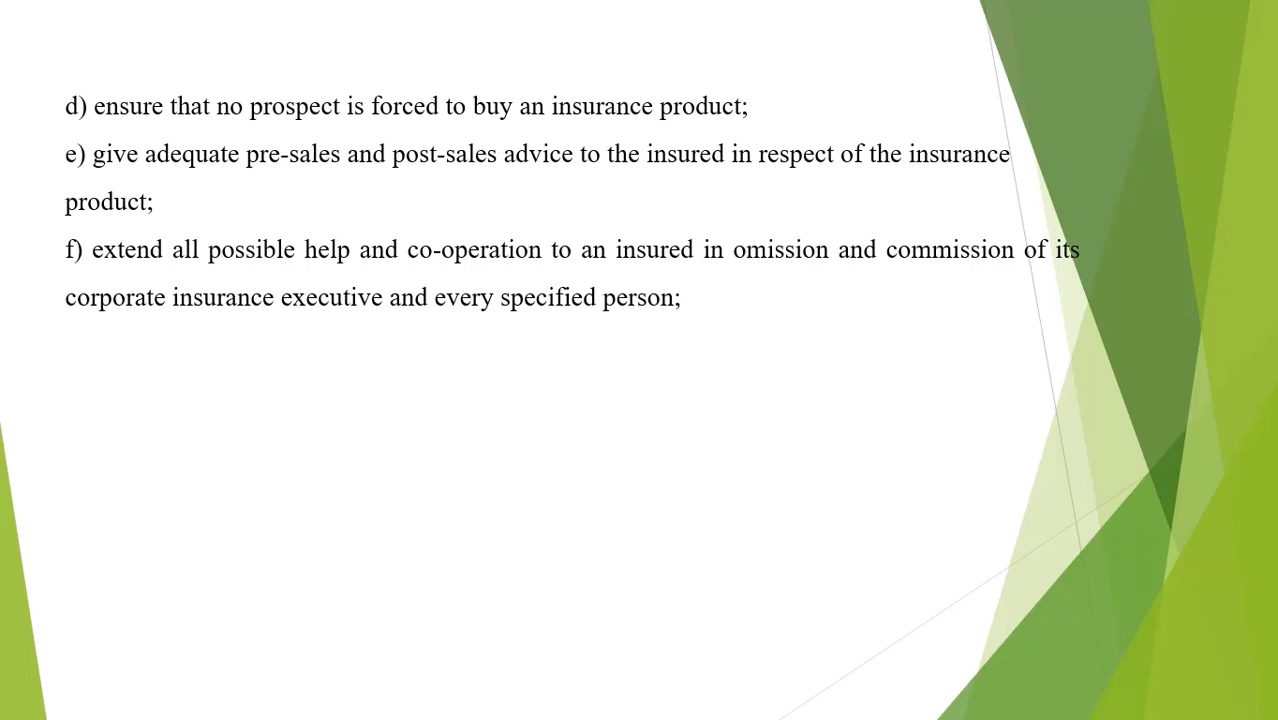 d) ensure that no prospect is forced to buy an insurance product;
e) give adequate pre-sales and post-sales advice to the insured in respect of the insurance
product;
f) extend all possible help and co-operation to an insured in omission and commission of its
corporate insurance executive and every specified person;